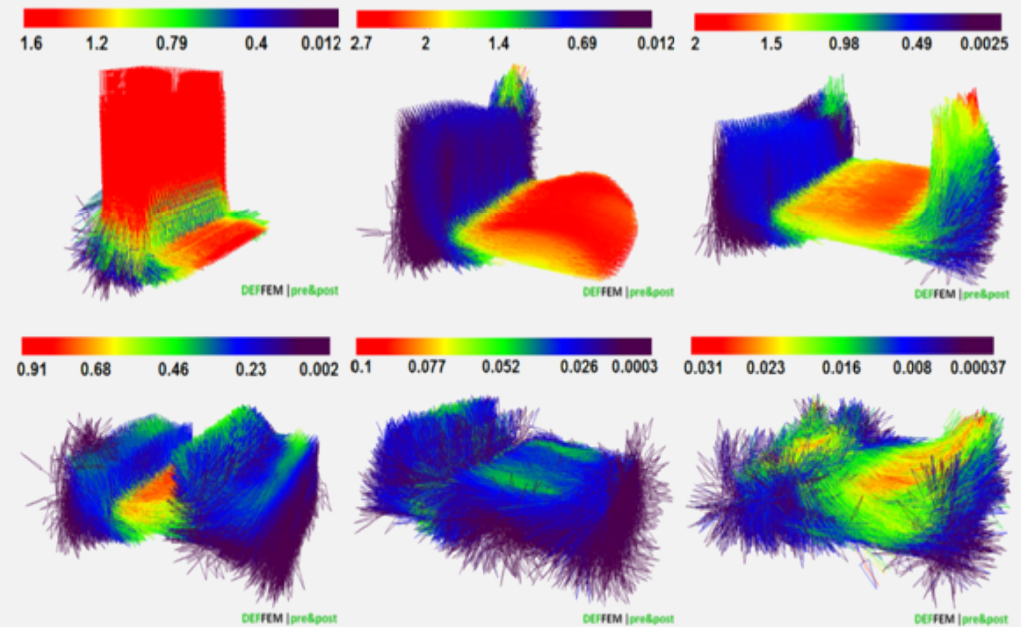 1.6 1.2 0.79 0.4 0.012
2.7 2 1.4 0.69 0.012
2 1.5 0.98 0.49 0.0025
DEFFEM |pre&post
DEFFEM |pre&post
DEFFEM |pre&post
0.91 0.68 0.46 0.23 0.002
0.1 0.077 0.052 0.026 0.0003
0.031 0.023 0.016 0.008 0.00037
DEFFEM |pre&post
DEFFEM |pre&post
DEFFEM |pre&post